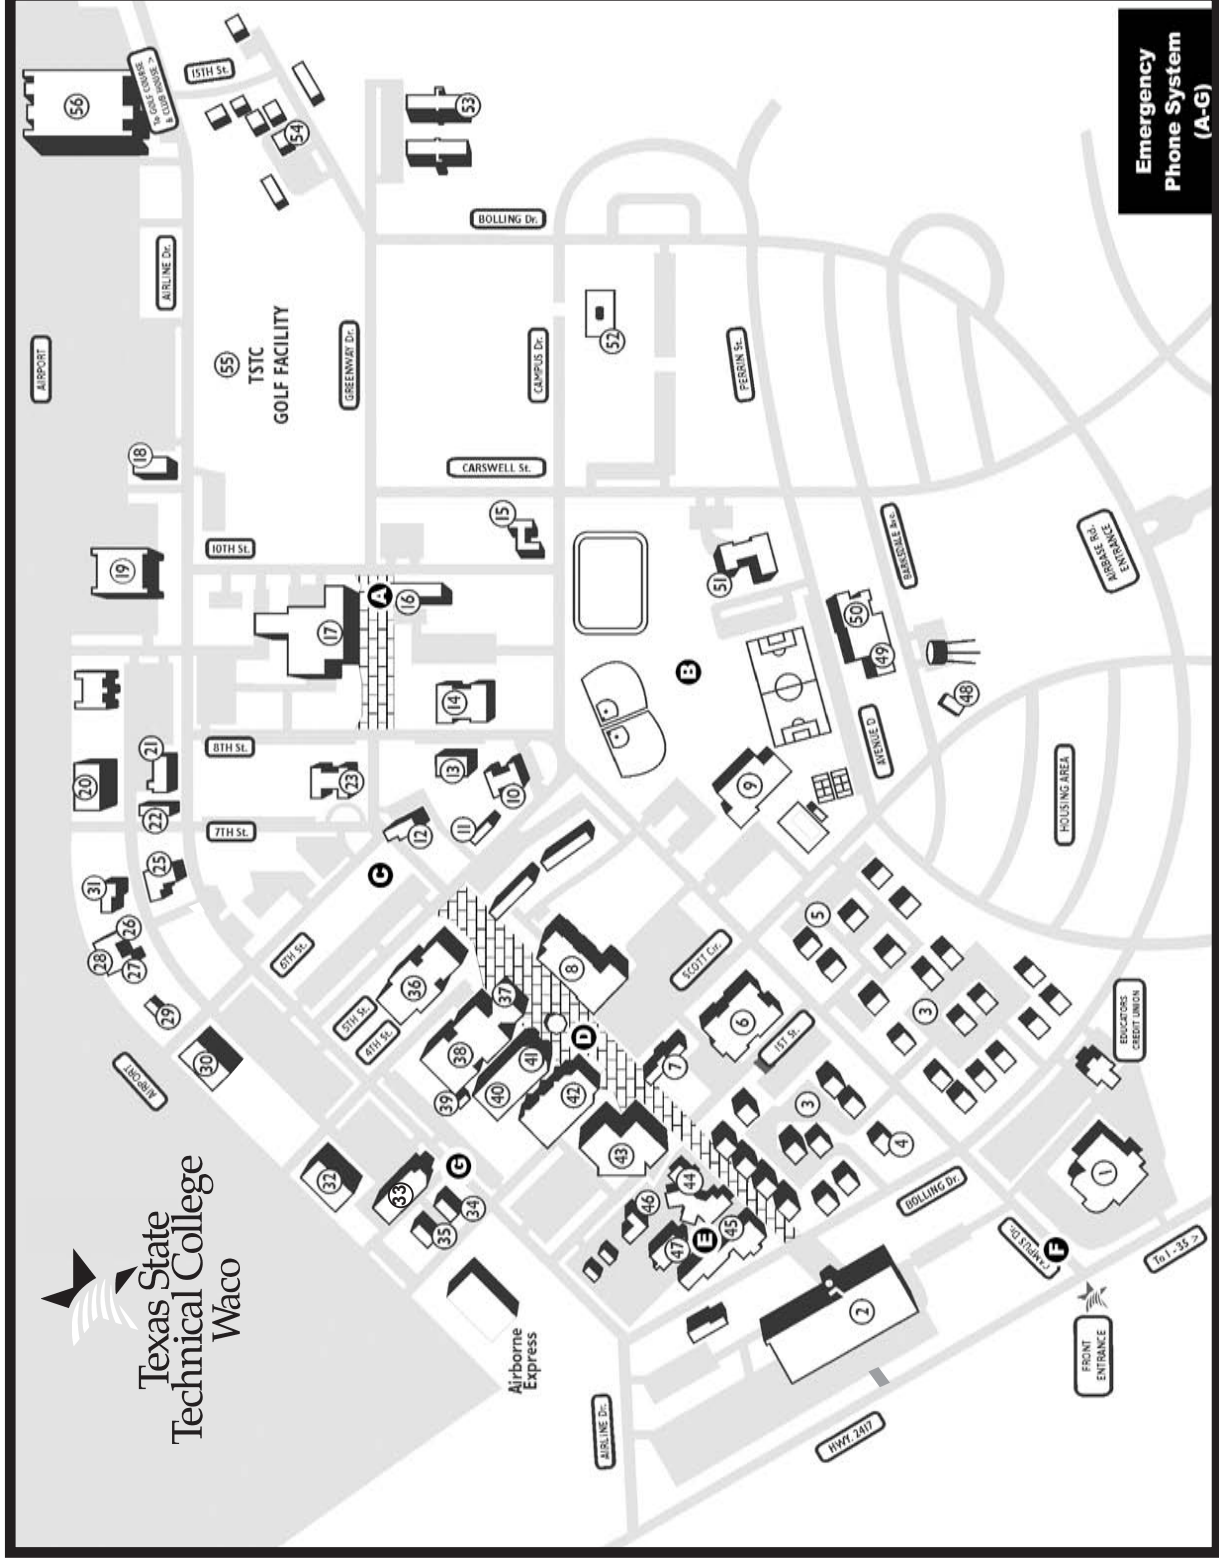 Texas State
Technical College
Waco
Emergency
Phone System
(A-G)
AIRPORT
To GOLF COURSE
& CLUB HOUSE >
15TH St.
AIRLINE Dr.
55
TSTC
GOLF FACILITY
GREENWAY Dr.
BOLLING Dr.
CAMPUS Dr.
PERRIN St.
CARSWELL St.
10TH St.
BARKSDALE Ave.
AIRBASE Rd.
ENTRANCE
8TH St.
7TH St.
AVENUE D
HOUSING AREA
6TH St.
5TH St.
4TH St.
SCOTT Cir.
1ST St.
EDUCATORS
CREDIT UNION
AIRPORT
BOLLING Dr.
CAMPUS Dr.
To I-35 >
FRONT
ENTRANCE
Airborne
Express
AIRLINE Dr.
HWY. 2417
56
54
53
52
18
19
15
16
17
A
51
50
49
48
B
14
13
10
11
12
23
20
21
22
9
C
25
31
26
28
27
29
30
5
3
36
37
38
39
40
41
42
8
D
6
7
43
3
4
32
33
G
34
35
46
44
45
47
E
2
1
F